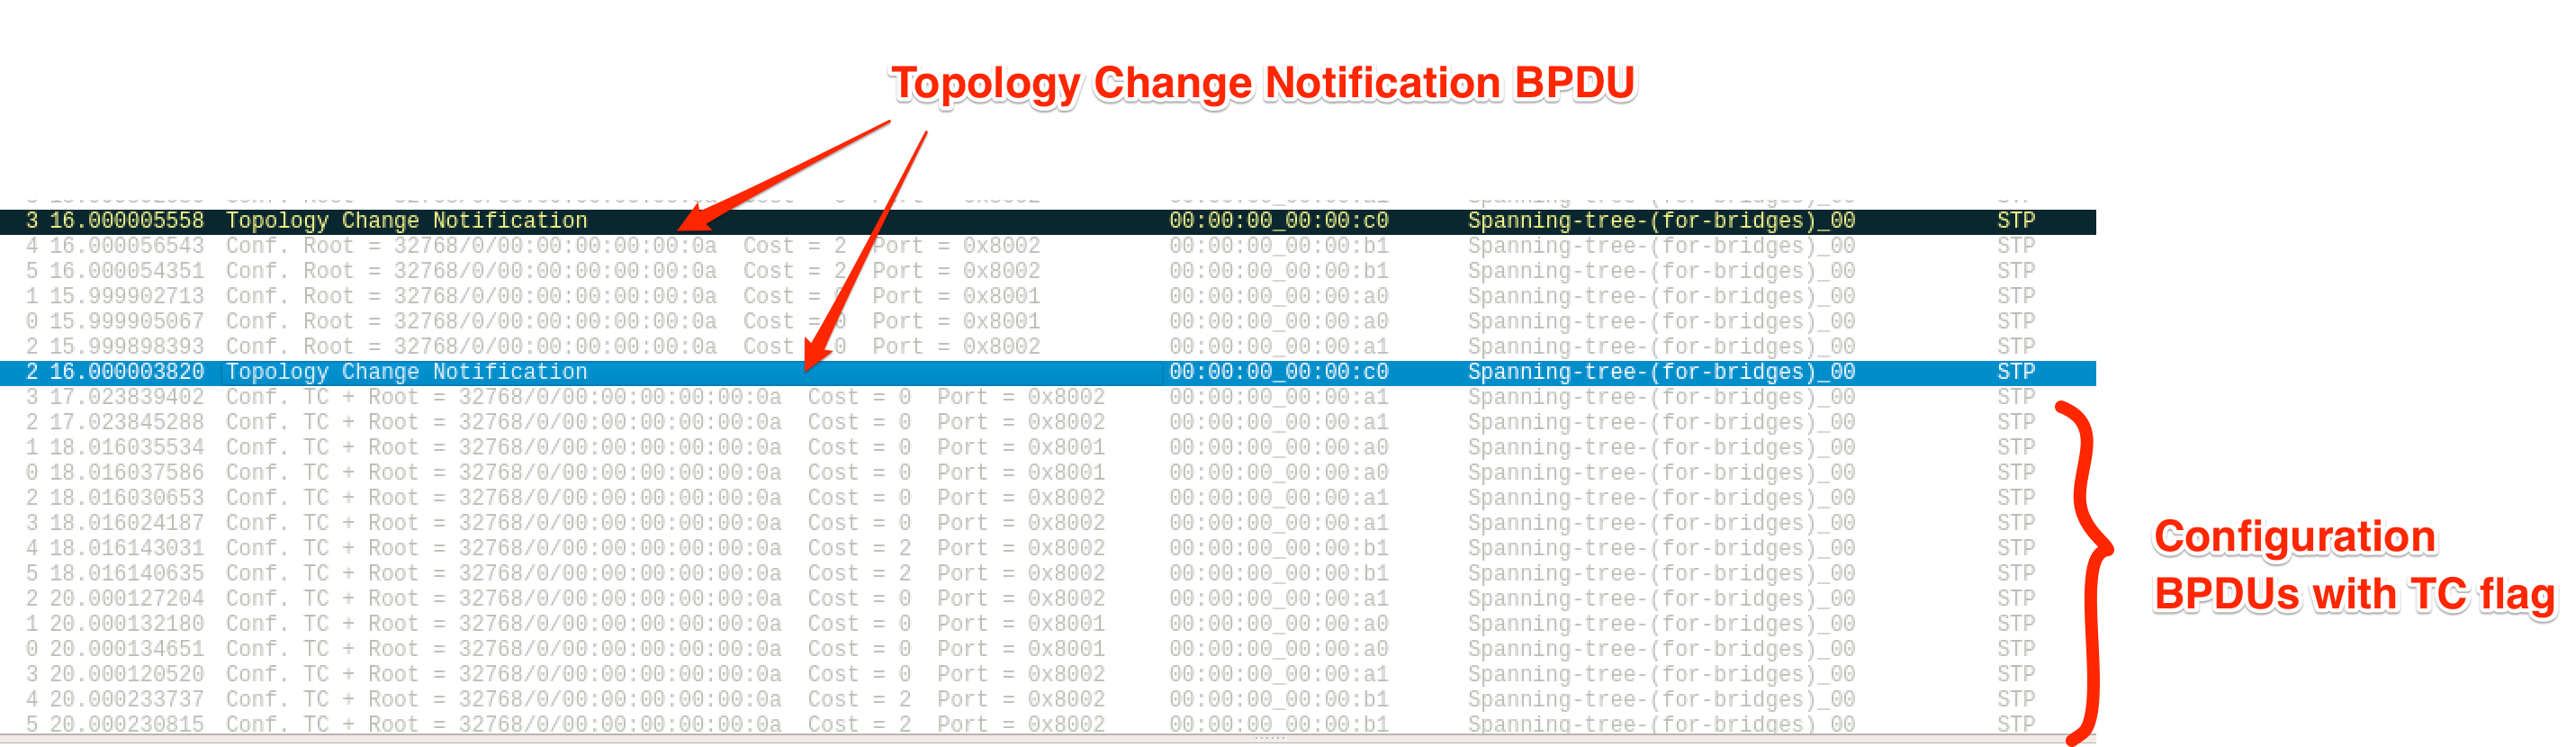 Topology Change Notification BPDU
3 16.000005558 Topology Change Notification 00:00:00_00:00:c0 Spanning-tree-(for-bridges)_00 STP
4 16.000056543 Conf. Root = 32768/0/00:00:00:00:00:0a Cost = 2 Port = 0x8002 00:00:00_00:00:b1 Spanning-tree-(for-bridges)_00 STP
5 16.000054351 Conf. Root = 32768/0/00:00:00:00:00:0a Cost = 2 Port = 0x8002 00:00:00_00:00:b1 Spanning-tree-(for-bridges)_00 STP
1 15.999902713 Conf. Root = 32768/0/00:00:00:00:00:0a Cost = 0 Port = 0x8001 00:00:00_00:00:a0 Spanning-tree-(for-bridges)_00 STP
0 15.999905067 Conf. Root = 32768/0/00:00:00:00:00:0a Cost = 0 Port = 0x8001 00:00:00_00:00:a0 Spanning-tree-(for-bridges)_00 STP
2 15.999898393 Conf. Root = 32768/0/00:00:00:00:00:0a Cost = 0 Port = 0x8002 00:00:00_00:00:a1 Spanning-tree-(for-bridges)_00 STP
2 16.000003820 Topology Change Notification 00:00:00_00:00:c0 Spanning-tree-(for-bridges)_00 STP
3 17.023839402 Conf. TC + Root = 32768/0/00:00:00:00:00:0a Cost = 0 Port = 0x8002 00:00:00_00:00:a1 Spanning-tree-(for-bridges)_00 STP
2 17.023845288 Conf. TC + Root = 32768/0/00:00:00:00:00:0a Cost = 0 Port = 0x8002 00:00:00_00:00:a1 Spanning-tree-(for-bridges)_00 STP
1 18.016035534 Conf. TC + Root = 32768/0/00:00:00:00:00:0a Cost = 0 Port = 0x8001 00:00:00_00:00:a0 Spanning-tree-(for-bridges)_00 STP
0 18.016037586 Conf. TC + Root = 32768/0/00:00:00:00:00:0a Cost = 0 Port = 0x8001 00:00:00_00:00:a0 Spanning-tree-(for-bridges)_00 STP
2 18.016030653 Conf. TC + Root = 32768/0/00:00:00:00:00:0a Cost = 0 Port = 0x8002 00:00:00_00:00:a1 Spanning-tree-(for-bridges)_00 STP
3 18.016024187 Conf. TC + Root = 32768/0/00:00:00:00:00:0a Cost = 0 Port = 0x8002 00:00:00_00:00:a1 Spanning-tree-(for-bridges)_00 STP
4 18.016143031 Conf. TC + Root = 32768/0/00:00:00:00:00:0a Cost = 2 Port = 0x8002 00:00:00_00:00:b1 Spanning-tree-(for-bridges)_00 STP
5 18.016140635 Conf. TC + Root = 32768/0/00:00:00:00:00:0a Cost = 2 Port = 0x8002 00:00:00_00:00:b1 Spanning-tree-(for-bridges)_00 STP
2 20.000127204 Conf. TC + Root = 32768/0/00:00:00:00:00:0a Cost = 0 Port = 0x8002 00:00:00_00:00:a1 Spanning-tree-(for-bridges)_00 STP
1 20.000132180 Conf. TC + Root = 32768/0/00:00:00:00:00:0a Cost = 0 Port = 0x8001 00:00:00_00:00:a0 Spanning-tree-(for-bridges)_00 STP
0 20.000134651 Conf. TC + Root = 32768/0/00:00:00:00:00:0a Cost = 0 Port = 0x8001 00:00:00_00:00:a0 Spanning-tree-(for-bridges)_00 STP
3 20.000120520 Conf. TC + Root = 32768/0/00:00:00:00:00:0a Cost = 0 Port = 0x8002 00:00:00_00:00:a1 Spanning-tree-(for-bridges)_00 STP
4 20.000233737 Conf. TC + Root = 32768/0/00:00:00:00:00:0a Cost = 2 Port = 0x8002 00:00:00_00:00:b1 Spanning-tree-(for-bridges)_00 STP
5 20.000230815 Conf. TC + Root = 32768/0/00:00:00:00:00:0a Cost = 2 Port = 0x8002 00:00:00_00:00:b1 Spanning-tree-(for-bridges)_00 STP
Configuration
BPDUs with TC flag